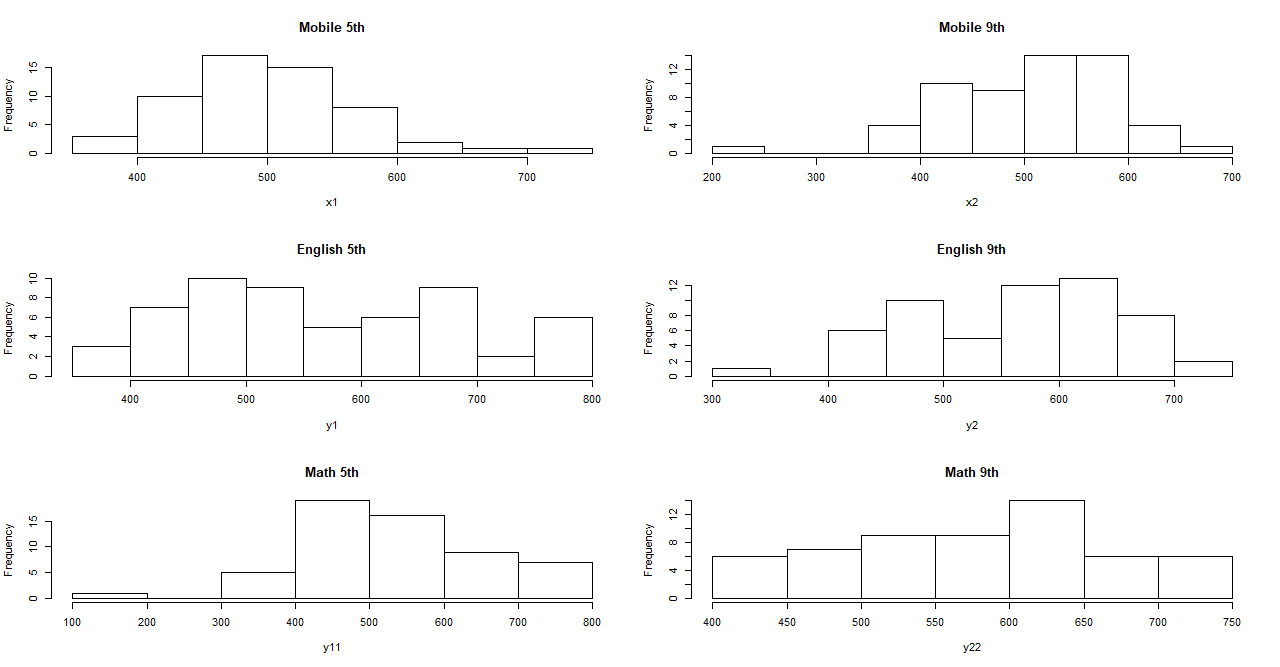 Mobile 5th
Frequency
0 5 10 15
400 500 600 700
x1
Mobile 9th
Frequency
0 4 8 12
200 300 400 500 600 700
x2
English 5th
Frequency
0 2 4 6 8 10
400 500 600 700 800
y1
English 9th
Frequency
0 2 4 6 8 12
300 400 500 600 700
y2
Math 5th
Frequency
0 5 10 15
100 200 300 400 500 600 700 800
y11
Math 9th
Frequency
0 4 8 12
400 450 500 550 600 650 700 750
y22